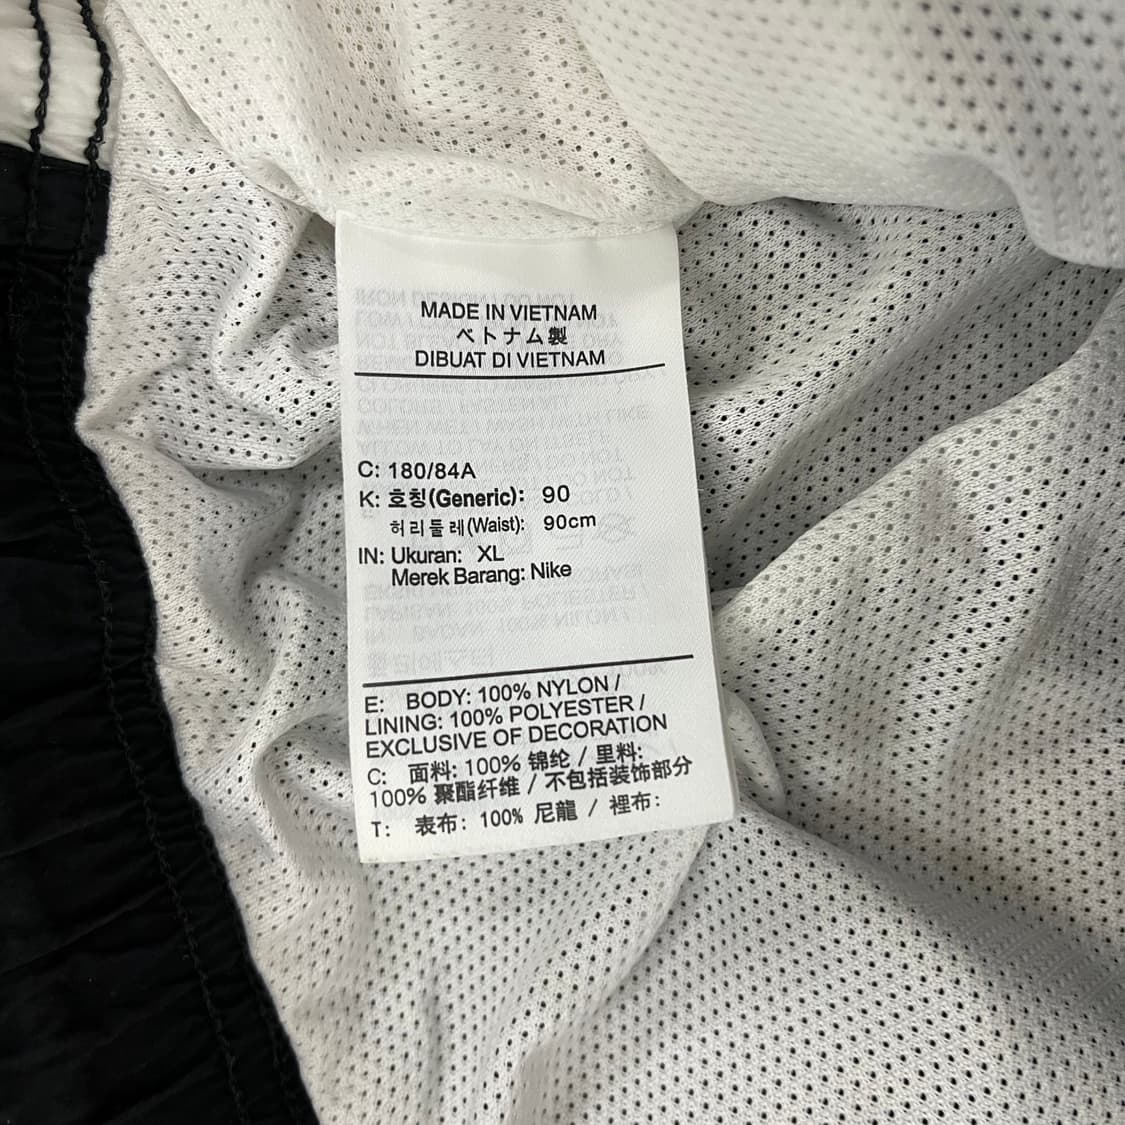 MADE IN VIETNAM
ベトナム製
DIBUAT DI VIETNAM
C: 180/84A
K: 호칭(Generic): 90
허리둘레(Waist): 90cm
IN: Ukuran: XL
Merek Barang: Nike
E: BODY: 100% NYLON /
LINING: 100% POLYESTER /
EXCLUSIVE OF DECORATION
C: 面料: 100% 锦纶 / 里料:
100% 聚酯纤维 / 不包括装饰部分
T: 表布: 100% 尼龍 / 裡布: